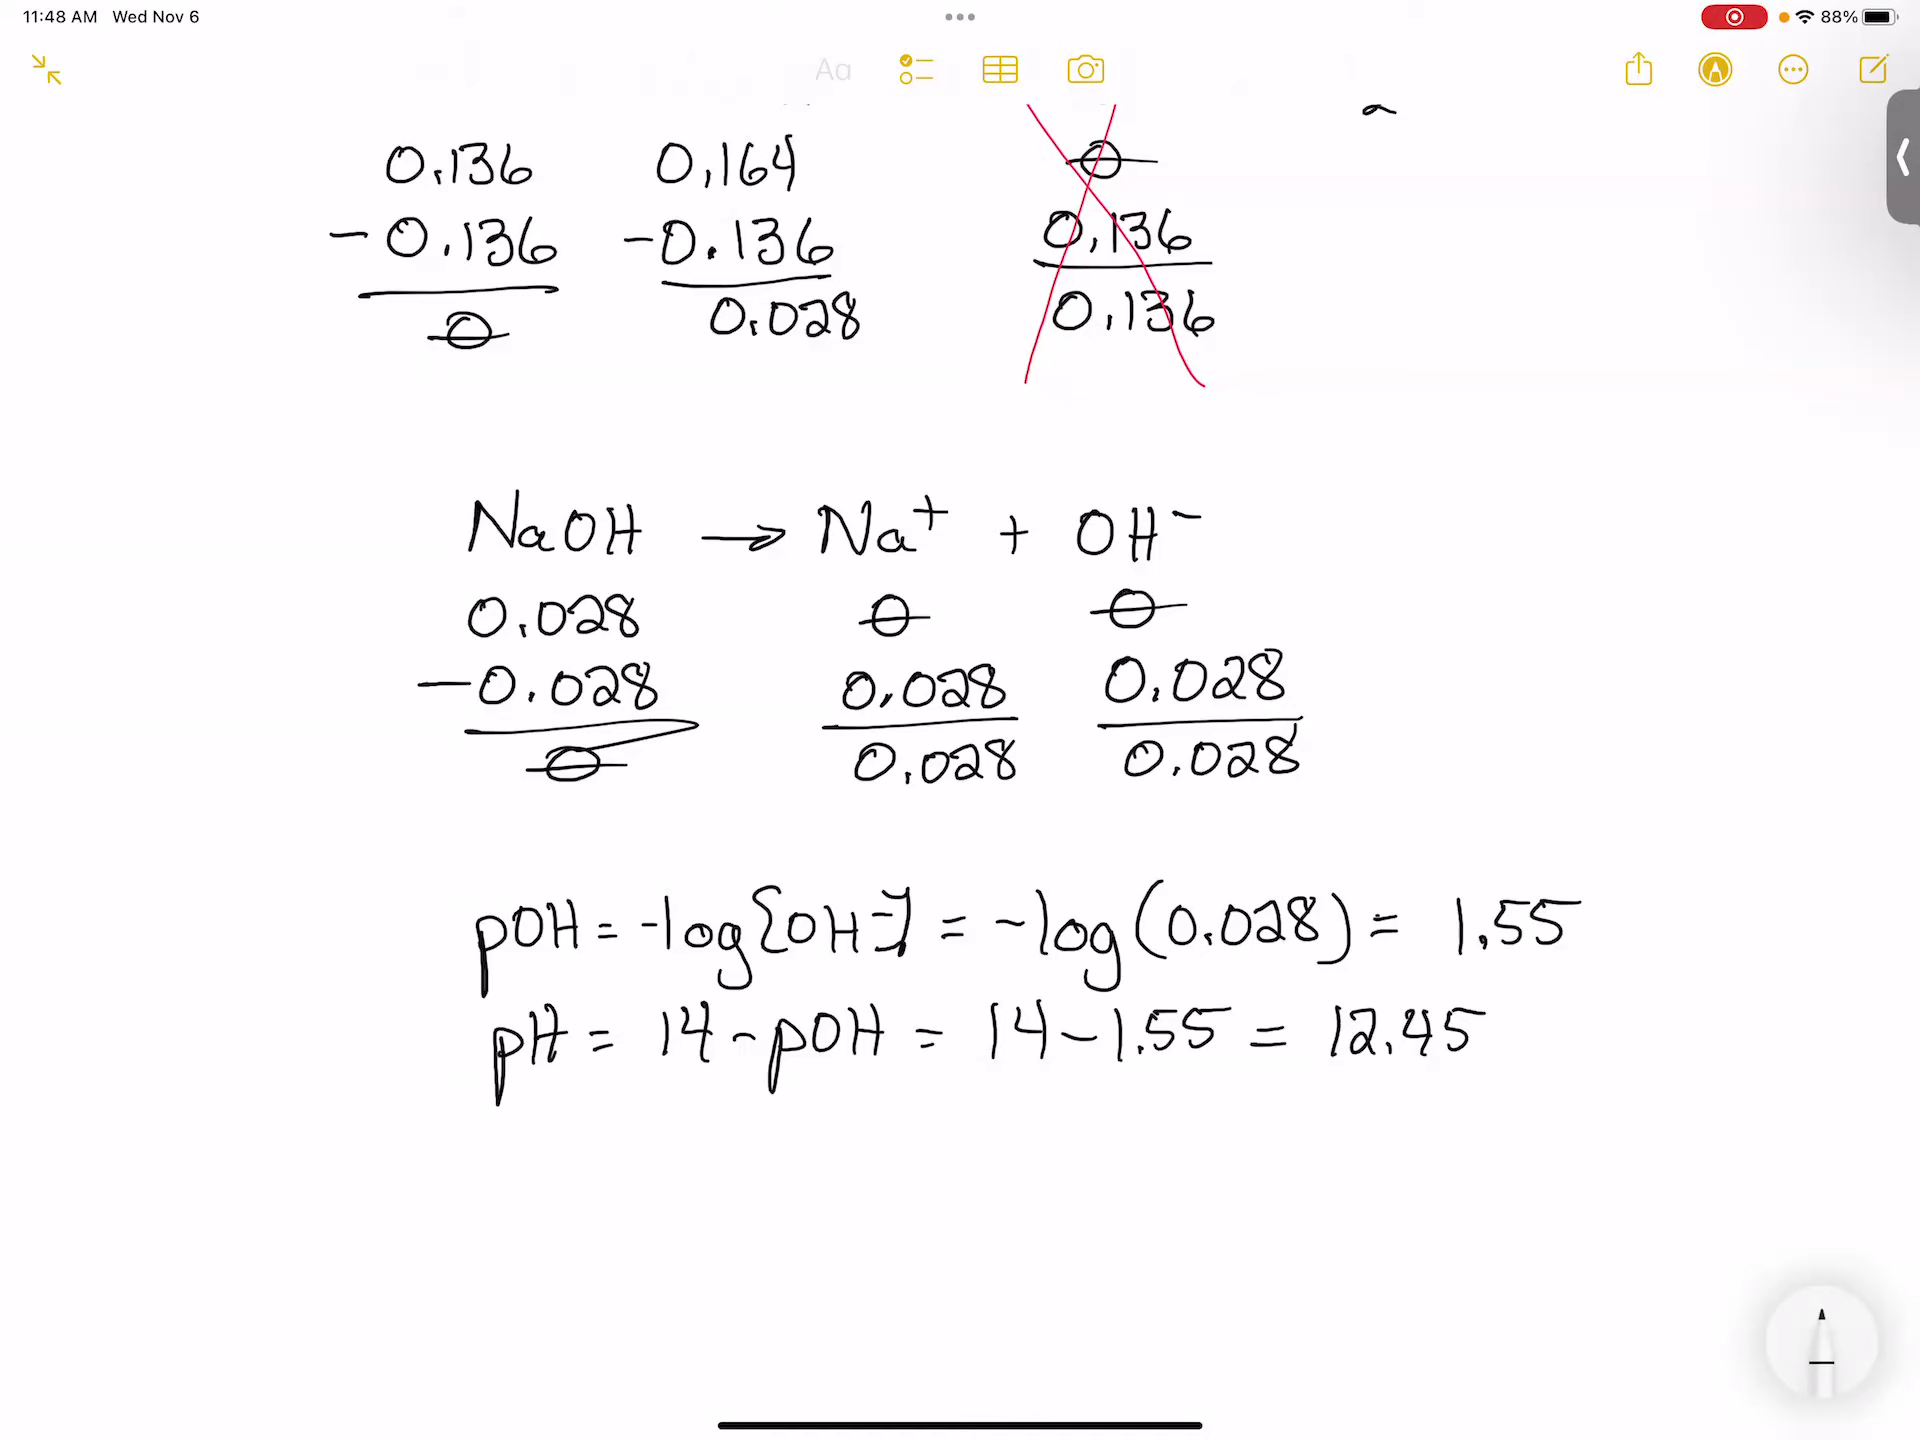 11:48 AM Wed Nov 6 88%
Aa
0.136 0.164 0
-0.136 -0.136 0.136
0 0.028 0.136
NaOH → Na⁺ + OH⁻
0.028 0 0
-0.028 0.028 0.028
0 0.028 0.028
pOH = -log[OH⁻] = -log(0.028) = 1.55
pH = 14 - pOH = 14 - 1.55 = 12.45